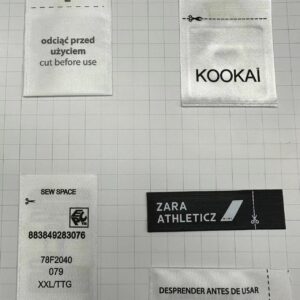 odciąć przed
użyciem
cut before use
KOOKAÏ
SEW SPACE
883849283076
78F2040
079
XXL/TTG
ZARA
ATHLETICZ
DESPRENDER ANTES DE USAR